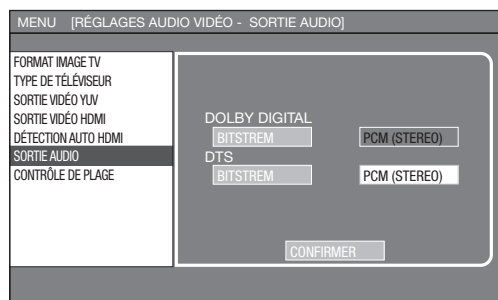 MENU [RÉGLAGES AUDIO VIDÉO - SORTIE AUDIO]
FORMAT IMAGE TV
TYPE DE TÉLÉVISEUR
SORTIE VIDÉO YUV
SORTIE VIDÉO HDMI
DÉTECTION AUTO HDMI
SORTIE AUDIO
CONTRÔLE DE PLAGE
DOLBY DIGITAL
BITSTREM PCM (STEREO)
DTS
BITSTREM PCM (STEREO)
CONFIRMER